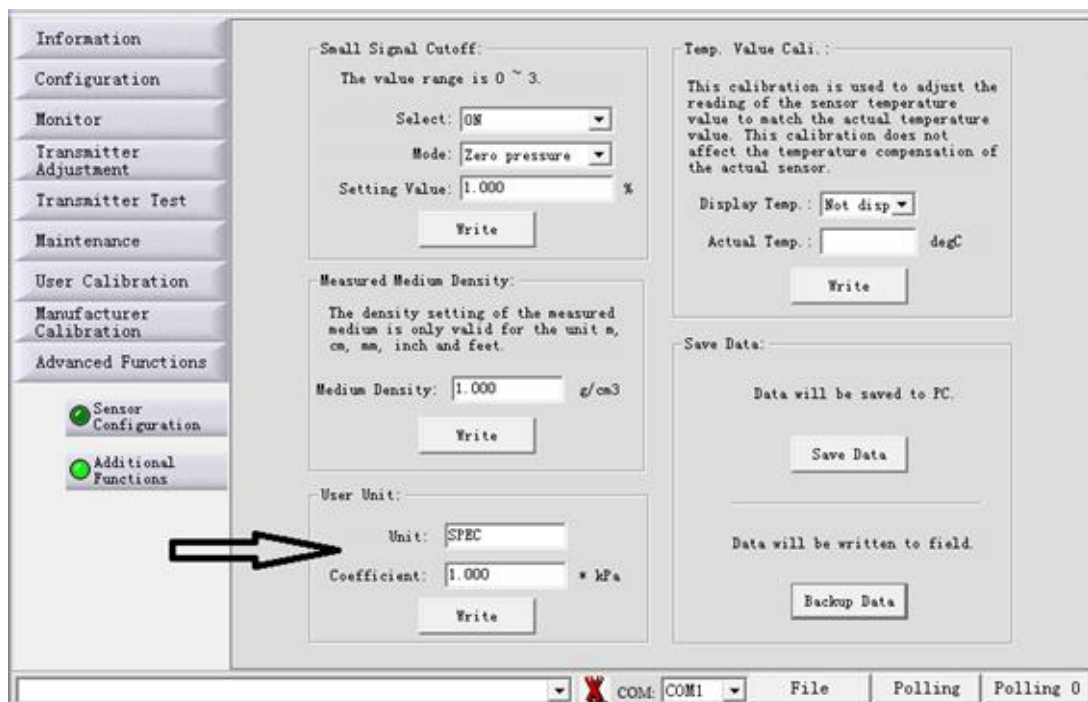 Information
Configuration
Monitor
Transmitter
Adjustment
Transmitter Test
Maintenance
User Calibration
Manufacturer
Calibration
Advanced Functions
Sensor
Configuration
Additional
Functions
Small Signal Cutoff:
The value range is 0 ~ 3.
Select: ON
Mode: Zero pressure
Setting Value: 1.000 %
Write
Measured Medium Density:
The density setting of the measured
medium is only valid for the unit m,
cm, mm, inch and feet.
Medium Density: 1.000 g/cm3
Write
User Unit:
Unit: SPEC
Coefficient: 1.000 * kPa
Write
Temp. Value Cali.:
This calibration is used to adjust the
reading of the sensor temperature
value to match the actual temperature
value. This calibration does not
affect the temperature compensation of
the actual sensor.
Display Temp.: Not disp
Actual Temp.: degC
Write
Save Data:
Data will be saved to PC.
Save Data
Data will be written to field.
Backup Data
COM: COM1
File
Polling
Polling 0